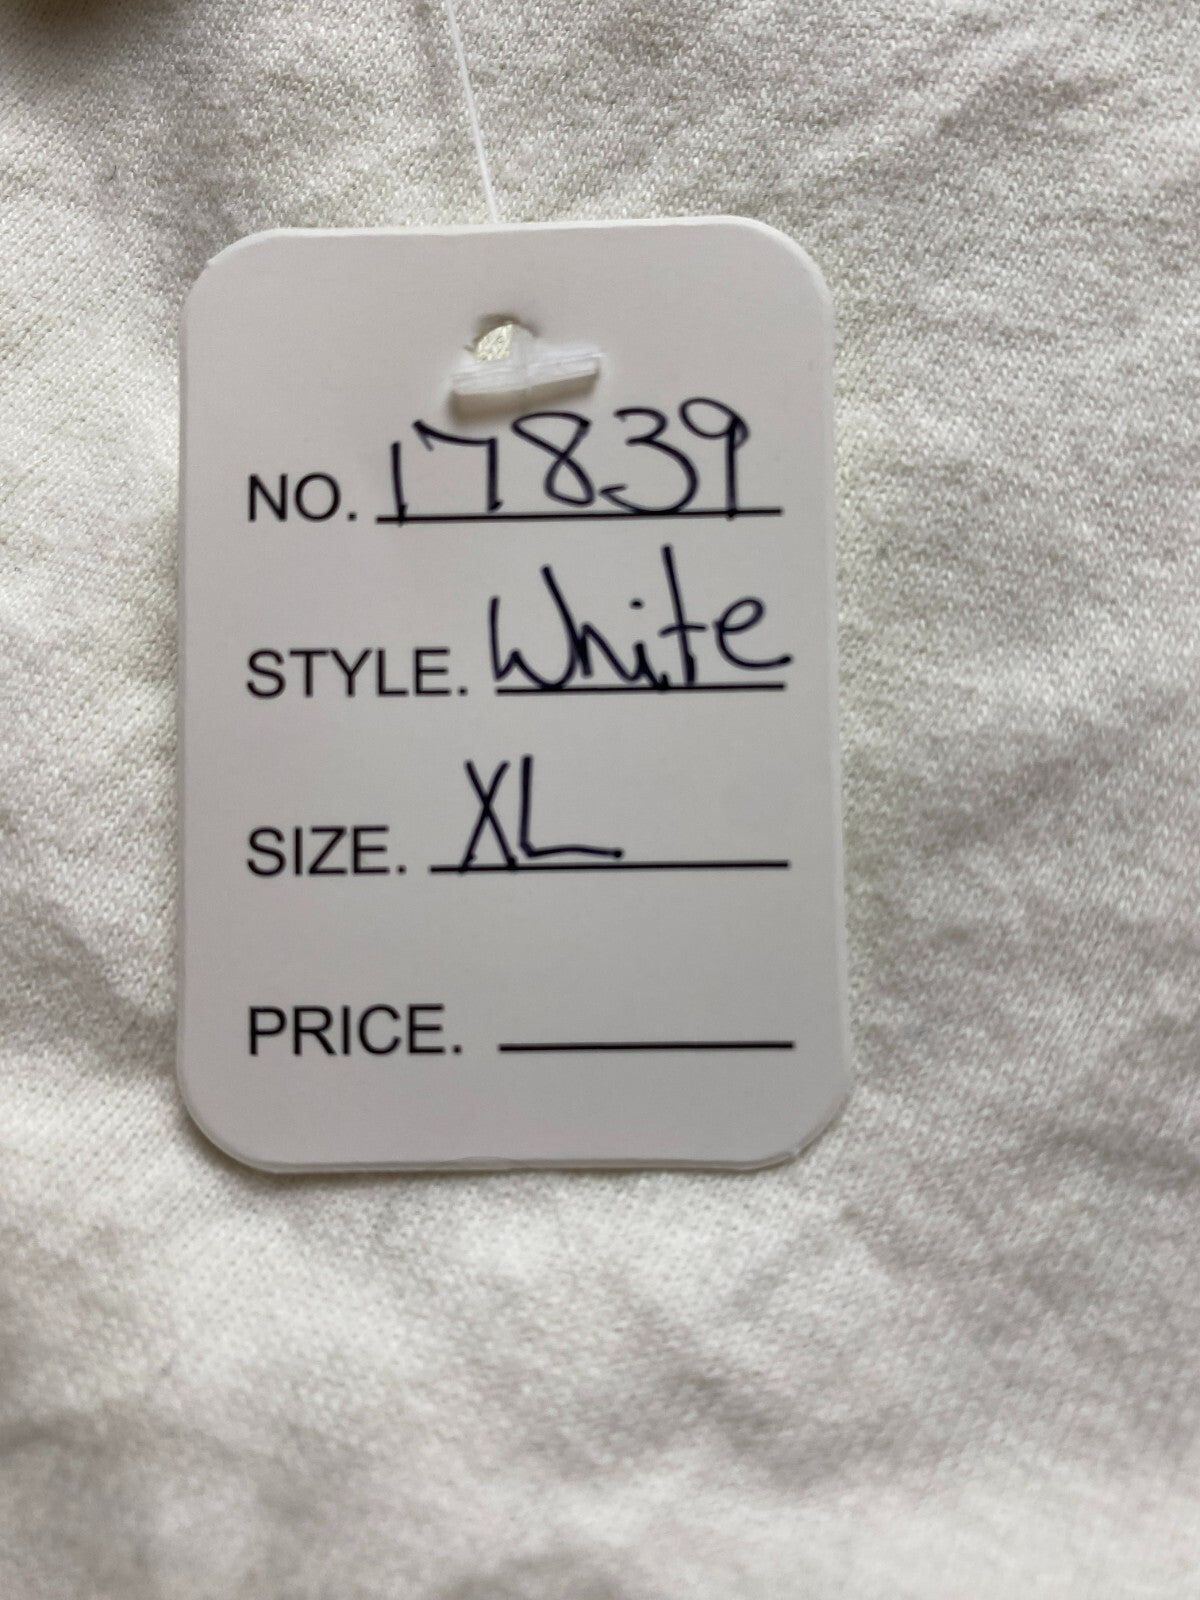 NO. 17839
STYLE. White
SIZE. XL
PRICE.